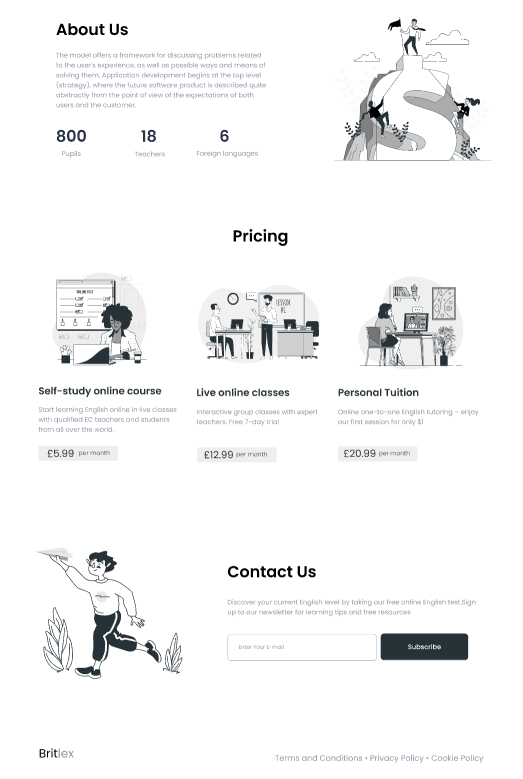 About Us
The model offers a framework for discussing problems related
to the user's experience, as well as possible ways and means of
solving them. Application development begins at the top level
(strategy), where the future software product is described quite
abstractly from the point of view of the expectations of both
users and the customer.
800 18 6
Pupils Teachers Foreign languages
Pricing
ONLINE TEST
LESSON
Self-study online course
Start learning English online in live classes
with qualified EC teachers and students
from all over the world.
£5.99 per month
Live online classes
Interactive group classes with expert
teachers. Free 7-day trial
£12.99 per month
Personal Tuition
Online one-to-one English tutoring – enjoy
our first session for only $1
£20.99 per month
Contact Us
Discover your current English level by taking our free online English test.Sign
up to our newsletter for learning tips and free resources
Enter Your E-mail Subscribe
Britlex
Terms and Conditions • Privacy Policy • Cookie Policy